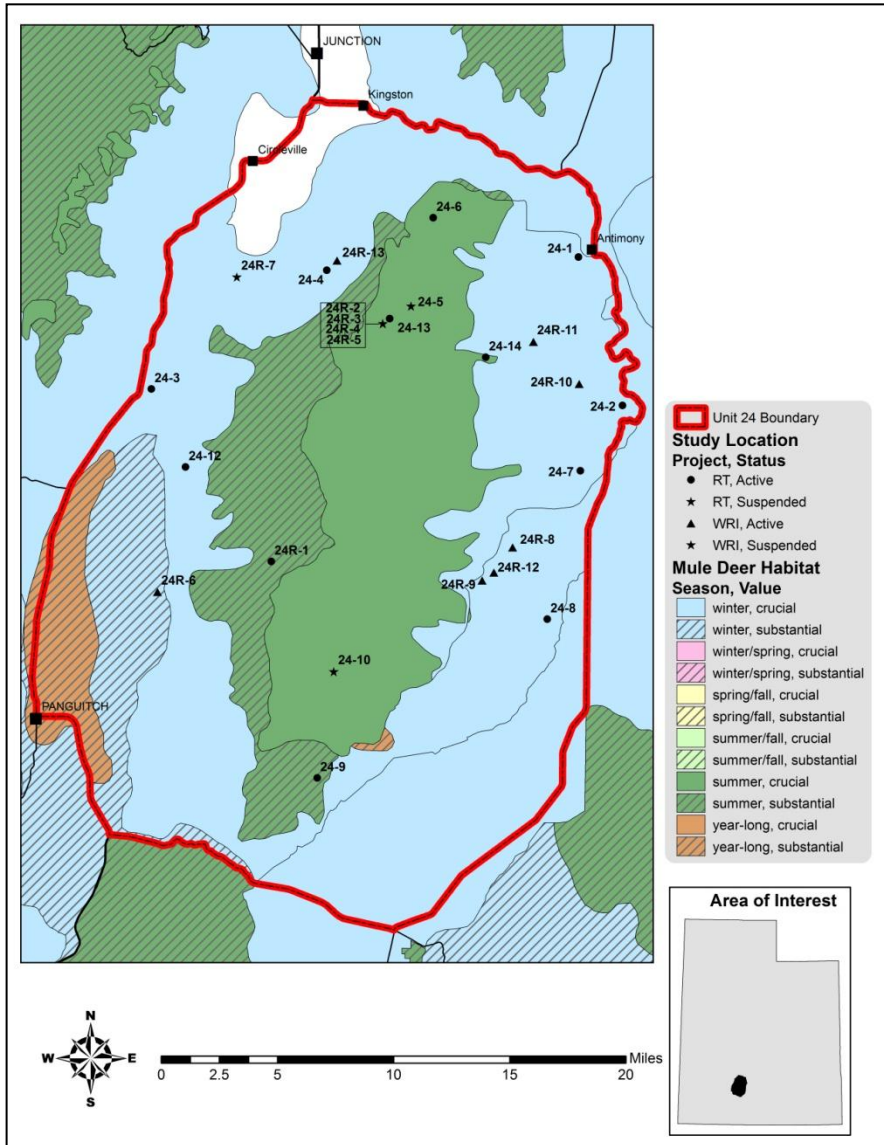 JUNCTION
Kingston
Circleville
24-6
24-1
Antimony
24R-13
24R-7
24-4
24-5
24R-2
24R-3
24R-4
24R-5
24-13
24R-11
24-14
24R-10
24-3
24-2
24-12
24-7
24R-8
24R-1
24R-12
24R-9
24R-6
24-8
24-10
PANGUITCH
24-9
Unit 24 Boundary
Study Location
Project, Status
RT, Active
RT, Suspended
WRI, Active
WRI, Suspended
Mule Deer Habitat
Season, Value
winter, crucial
winter, substantial
winter/spring, crucial
winter/spring, substantial
spring/fall, crucial
spring/fall, substantial
summer/fall, crucial
summer/fall, substantial
summer, crucial
summer, substantial
year-long, crucial
year-long, substantial
Area of Interest
N
W E
S
Miles
0 2.5 5 10 15 20